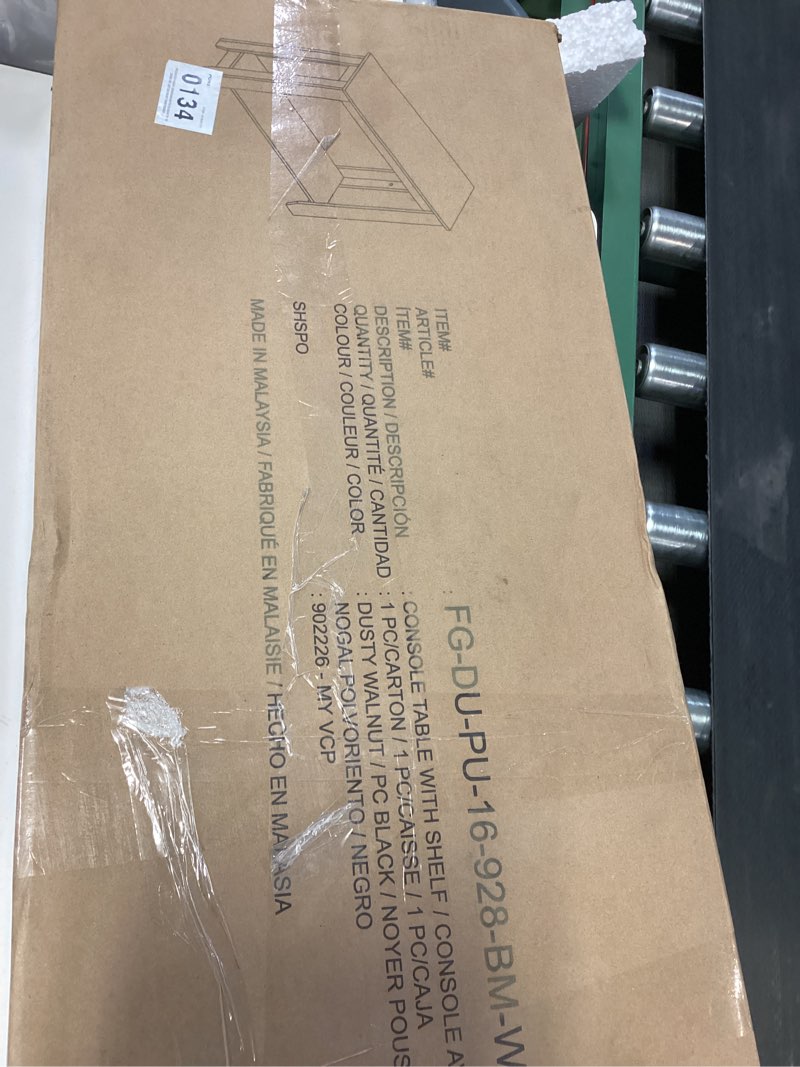 0134
ITEM# : FG-DU-PU-16-928-BM-W
ARTICLE#
ITEM#
DESCRIPTION / DESCRIPCIÓN : CONSOLE TABLE WITH SHELF / CONSOLE A
QUANTITY / QUANTITÉ / CANTIDAD : 1 PC/CARTON / 1 PC/CAISSE / 1 PC/CAJA
COLOUR / COULEUR / COLOR : DUSTY WALNUT / PC BLACK / NOYER POUS
NOGAL POLVORIENTO / NEGRO
SHSPO : 902226 - MY VCP
MADE IN MALAYSIA / FABRIQUÉ EN MALAISIE / HECHO EN MALASIA